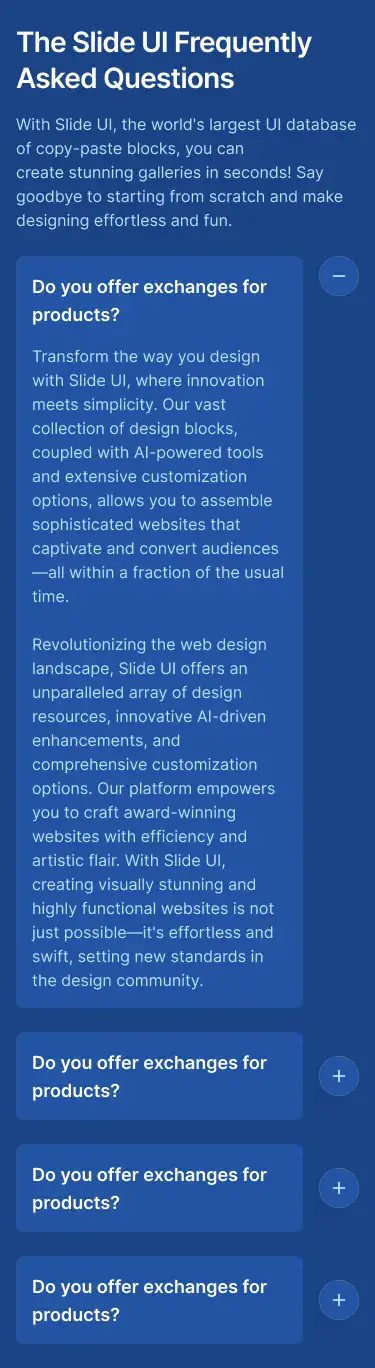 The Slide UI Frequently
Asked Questions
With Slide UI, the world's largest UI database
of copy-paste blocks, you can
create stunning galleries in seconds! Say
goodbye to starting from scratch and make
designing effortless and fun.
Do you offer exchanges for
products?
Transform the way you design
with Slide UI, where innovation
meets simplicity. Our vast
collection of design blocks,
coupled with AI-powered tools
and extensive customization
options, allows you to assemble
sophisticated websites that
captivate and convert audiences
—all within a fraction of the usual
time.
Revolutionizing the web design
landscape, Slide UI offers an
unparalleled array of design
resources, innovative AI-driven
enhancements, and
comprehensive customization
options. Our platform empowers
you to craft award-winning
websites with efficiency and
artistic flair. With Slide UI,
creating visually stunning and
highly functional websites is not
just possible—it's effortless and
swift, setting new standards in
the design community.
Do you offer exchanges for
products?
Do you offer exchanges for
products?
Do you offer exchanges for
products?